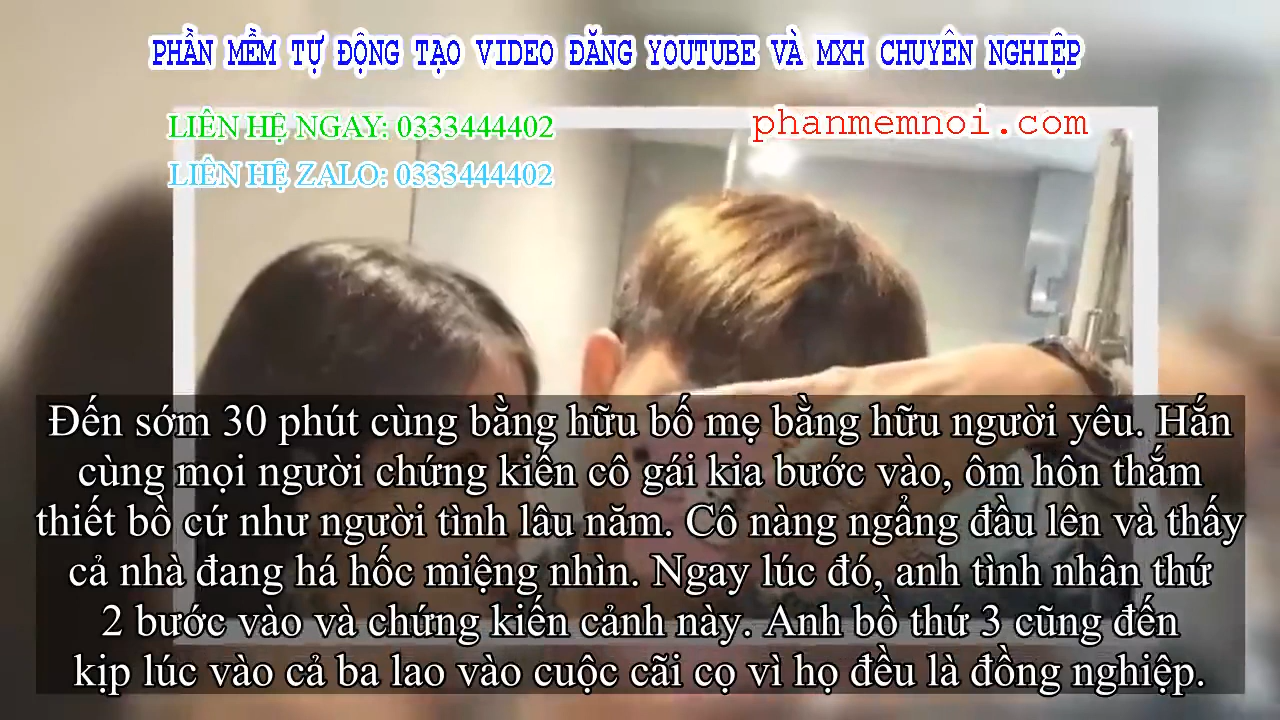 PHẦN MỀM TỰ ĐỘNG TẠO VIDEO ĐĂNG YOUTUBE VÀ MXH CHUYÊN NGHIỆP
LIÊN HỆ NGAY: 0333444402
phanmemnoi.com
LIÊN HỆ ZALO: 0333444402
Đến sớm 30 phút cùng bằng hữu bố mẹ bằng hữu người yêu. Hắn
cùng mọi người chứng kiến cô gái kia bước vào, ôm hôn thắm
thiết bồ cứ như người tình lâu năm. Cô nàng ngẩng đầu lên và thấy
cả nhà đang há hốc miệng nhìn. Ngay lúc đó, anh tình nhân thứ
2 bước vào và chứng kiến cảnh này. Anh bồ thứ 3 cũng đến
kịp lúc vào cả ba lao vào cuộc cãi cọ vì họ đều là đồng nghiệp.